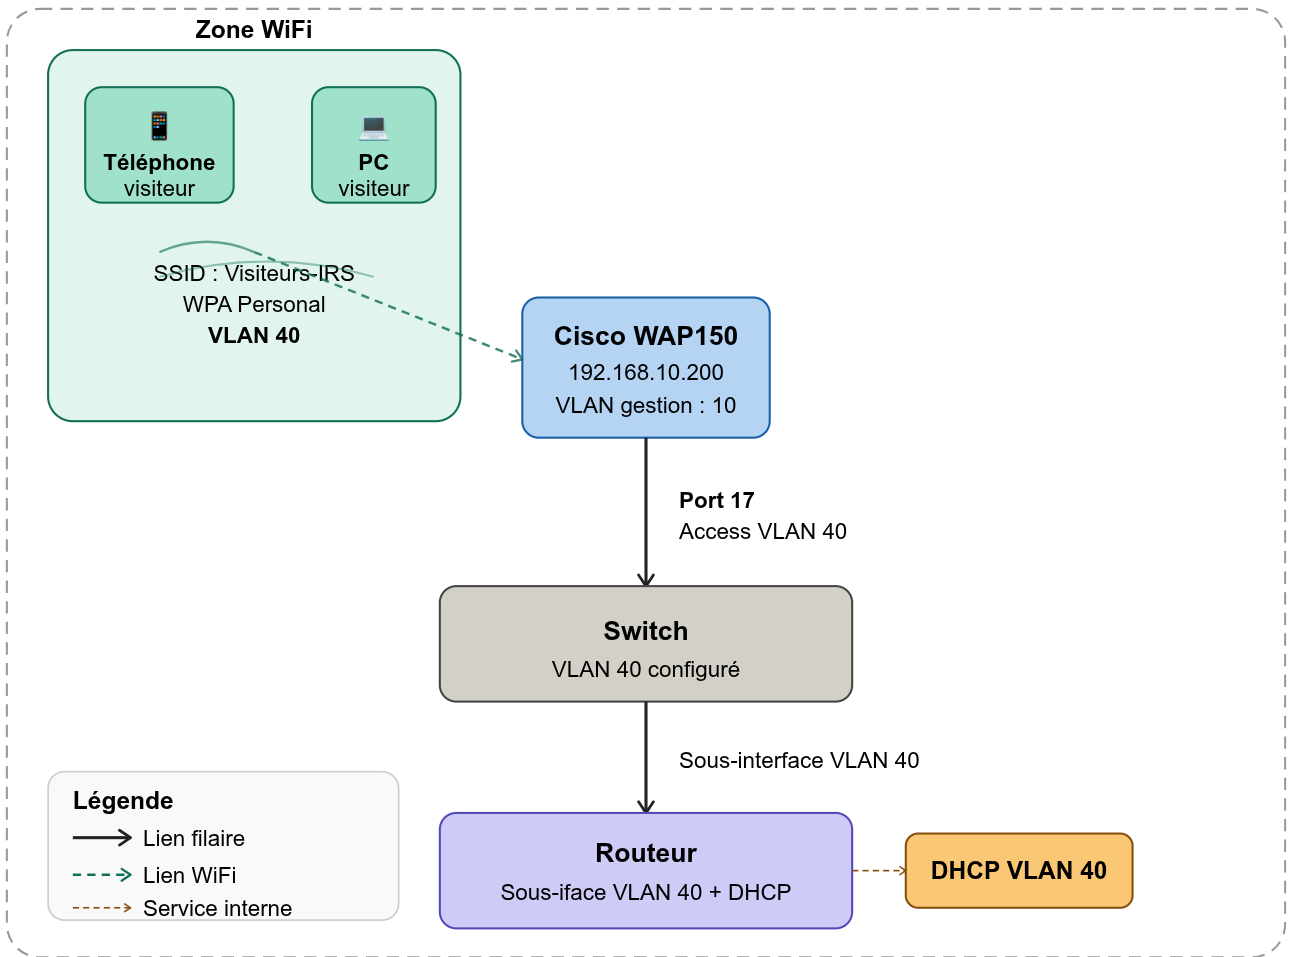 Zone WiFi
Téléphone
visiteur
PC
visiteur
SSID : Visiteurs-IRS
WPA Personal
VLAN 40
Cisco WAP150
192.168.10.200
VLAN gestion : 10
Port 17
Access VLAN 40
Switch
VLAN 40 configuré
Sous-interface VLAN 40
Routeur
Sous-iface VLAN 40 + DHCP
DHCP VLAN 40
Légende
Lien filaire
Lien WiFi
Service interne